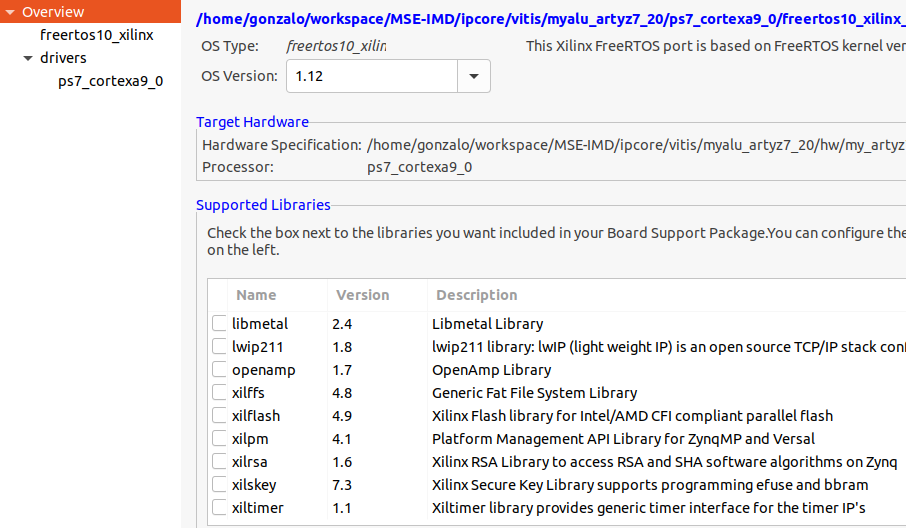 Overview
freertos10_xilinx
drivers
ps7_cortexa9_0
/home/gonzalo/workspace/MSE-IMD/ipcore/vitis/myalu_artyz7_20/ps7_cortexa9_0/freertos10_xilinx_
OS Type: freertos10_xilin This Xilinx FreeRTOS port is based on FreeRTOS kernel ver
OS Version: 1.12
Target Hardware
Hardware Specification: /home/gonzalo/workspace/MSE-IMD/ipcore/vitis/myalu_artyz7_20/hw/my_artyz
Processor: ps7_cortexa9_0
Supported Libraries
Check the box next to the libraries you want included in your Board Support Package.You can configure the
on the left.
Name Version Description
libmetal 2.4 Libmetal Library
lwip211 1.8 lwip211 library: lwIP (light weight IP) is an open source TCP/IP stack conf
openamp 1.7 OpenAmp Library
xilffs 4.8 Generic Fat File System Library
xilflash 4.9 Xilinx Flash library for Intel/AMD CFI compliant parallel flash
xilpm 4.1 Platform Management API Library for ZynqMP and Versal
xilrsa 1.6 Xilinx RSA Library to access RSA and SHA software algorithms on Zynq
xilskey 7.3 Xilinx Secure Key Library supports programming efuse and bbram
xiltimer 1.1 Xiltimer library provides generic timer interface for the timer IP's